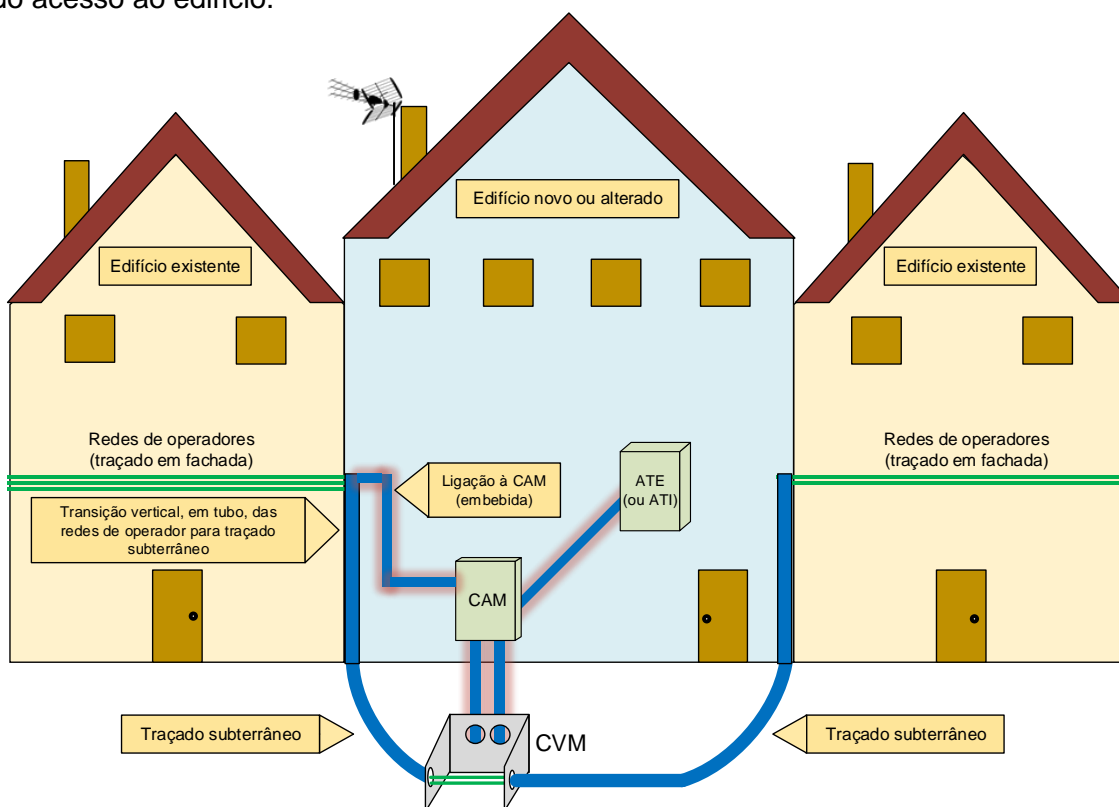 do acesso ao edifício.
Edifício novo ou alterado
Edifício existente
Edifício existente
Redes de operadores
(traçado em fachada)
Redes de operadores
(traçado em fachada)
Ligação à CAM
(embebida)
ATE
(ou ATI)
Transição vertical, em tubo, das
redes de operador para traçado
subterrâneo
CAM
Traçado subterrâneo
CVM
Traçado subterrâneo